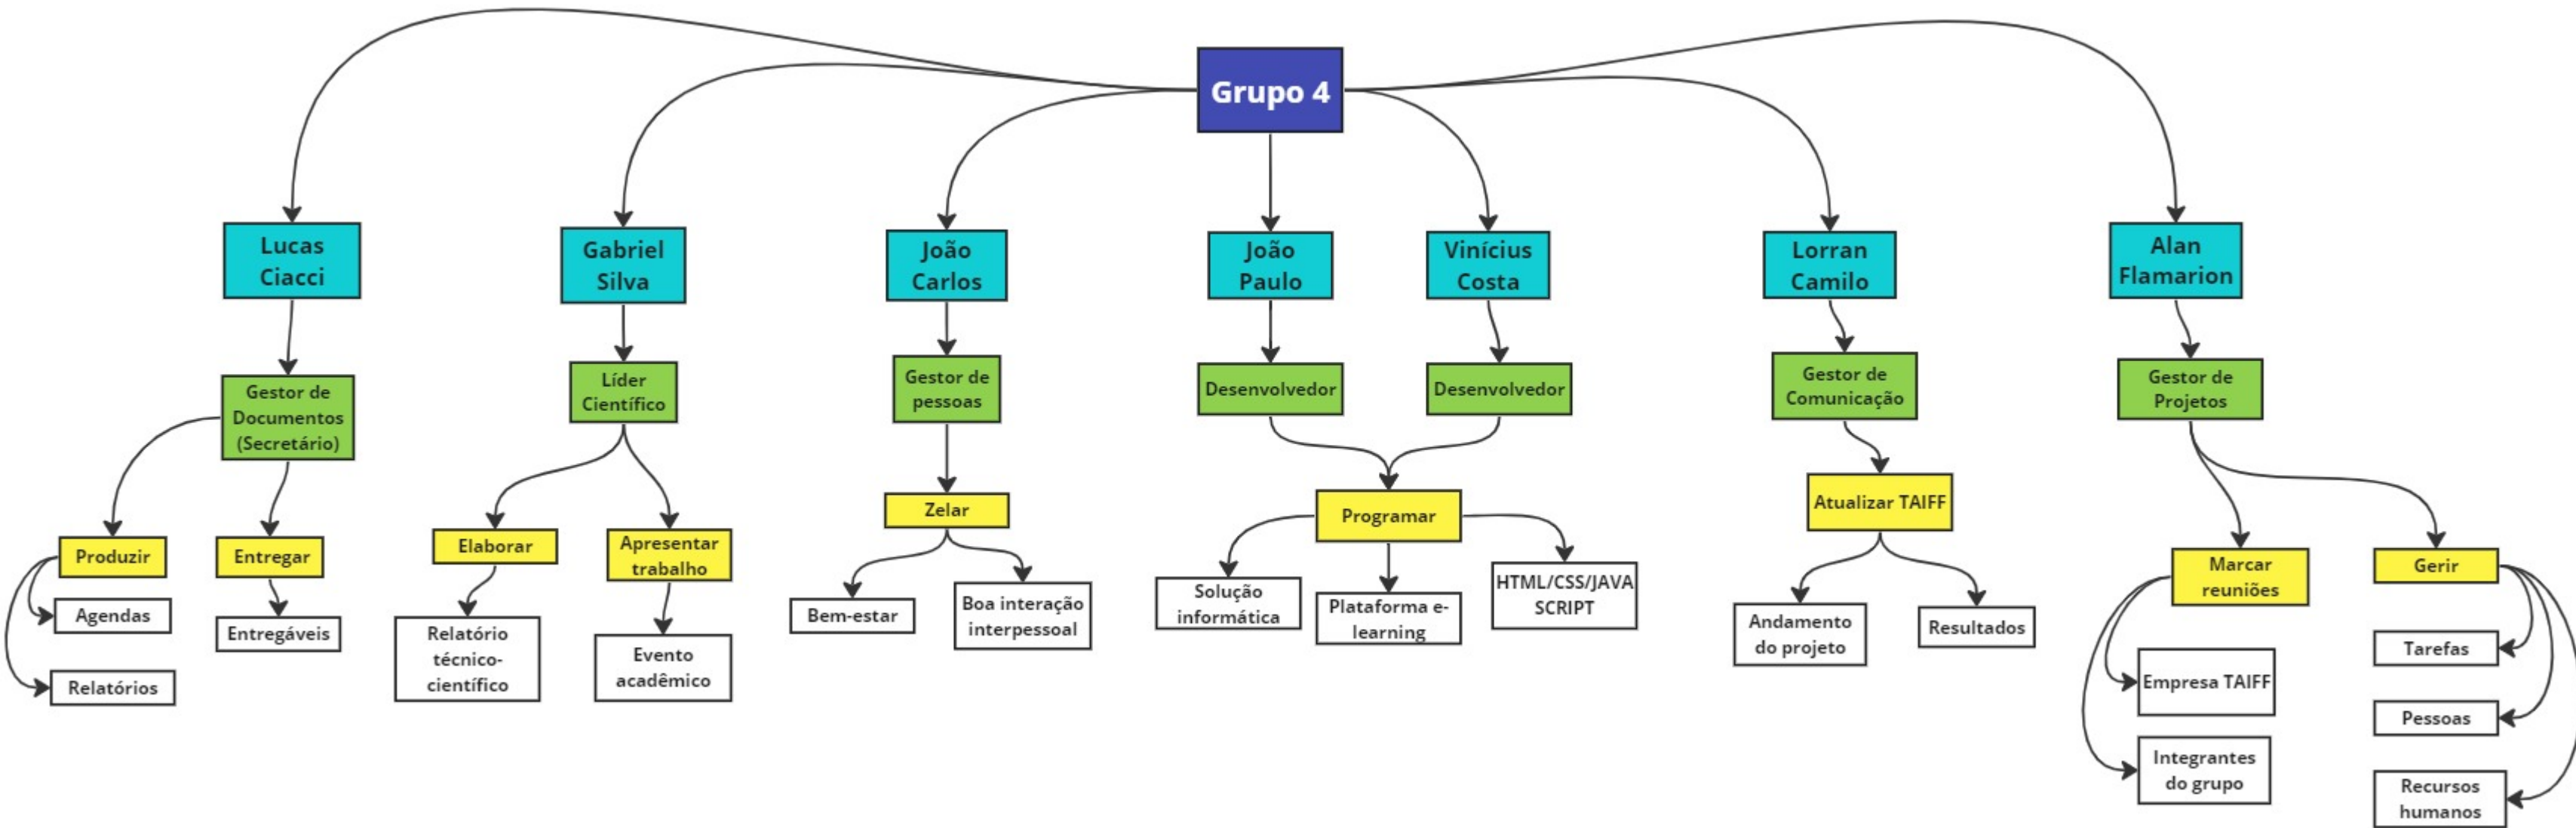 Grupo 4
Lucas
Ciacci
Gabriel
Silva
João
Carlos
João
Paulo
Vinícius
Costa
Lorran
Camilo
Alan
Flamarion
Gestor de
Documentos
(Secretário)
Líder
Científico
Gestor de
pessoas
Desenvolvedor
Desenvolvedor
Gestor de
Comunicação
Gestor de
Projetos
Produzir
Entregar
Elaborar
Apresentar
trabalho
Zelar
Programar
Atualizar TAIFF
Marcar
reuniões
Gerir
Agendas
Relatórios
Entregáveis
Relatório
técnico-
científico
Evento
acadêmico
Bem-estar
Boa interação
interpessoal
Solução
informática
Plataforma e-
learning
HTML/CSS/JAVA
SCRIPT
Andamento
do projeto
Resultados
Empresa TAIFF
Integrantes
do grupo
Tarefas
Pessoas
Recursos
humanos